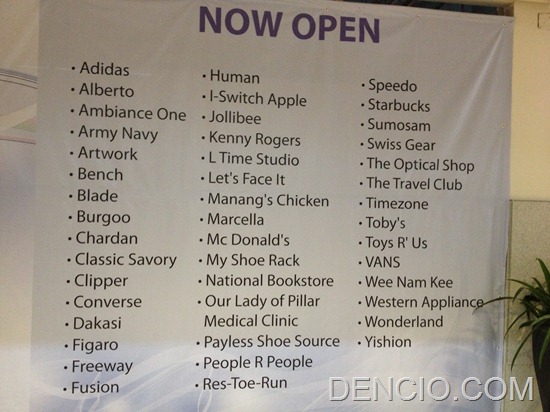 NOW OPEN
• Adidas
• Alberto
• Ambiance One
• Army Navy
• Artwork
• Bench
• Blade
• Burgoo
• Chardan
• Classic Savory
• Clipper
• Converse
• Dakasi
• Figaro
• Freeway
• Fusion
• Human
• I-Switch Apple
• Jollibee
• Kenny Rogers
• L Time Studio
• Let's Face It
• Manang's Chicken
• Marcella
• Mc Donald's
• My Shoe Rack
• National Bookstore
• Our Lady of Pillar
Medical Clinic
• Payless Shoe Source
• People R People
• Res-Toe-Run
• Speedo
• Starbucks
• Sumosam
• Swiss Gear
• The Optical Shop
• The Travel Club
• Timezone
• Toby's
• Toys R' Us
• VANS
• Wee Nam Kee
• Western Appliance
• Wonderland
• Yishion
DENCIO.COM